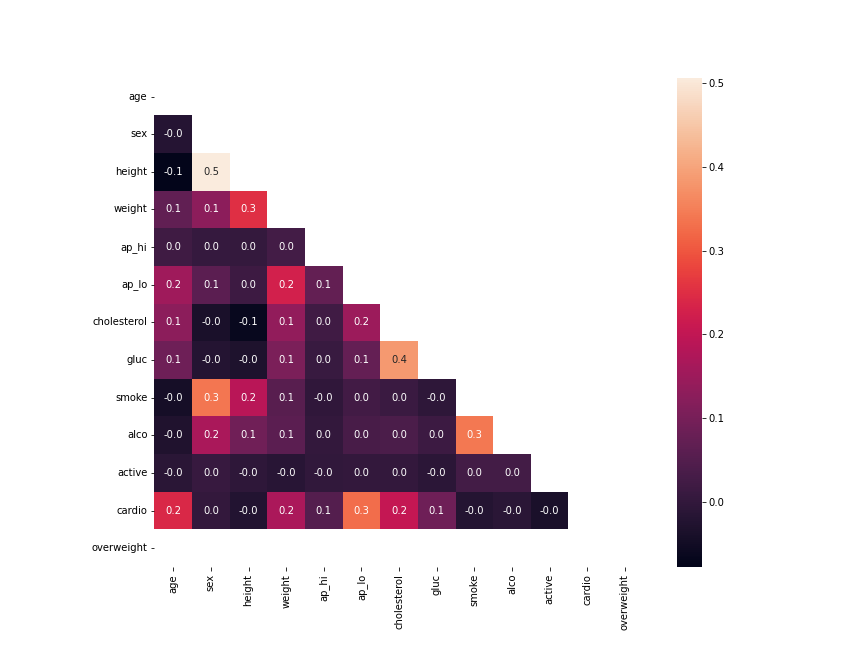 age
sex -0.0
height -0.1 0.5
weight 0.1 0.1 0.3
ap_hi 0.0 0.0 0.0 0.0
ap_lo 0.2 0.1 0.0 0.2 0.1
cholesterol 0.1 -0.0 -0.1 0.1 0.0 0.2
gluc 0.1 -0.0 -0.0 0.1 0.0 0.1 0.4
smoke -0.0 0.3 0.2 0.1 -0.0 0.0 0.0 -0.0
alco -0.0 0.2 0.1 0.1 0.0 0.0 0.0 0.0 0.3
active -0.0 0.0 -0.0 -0.0 -0.0 0.0 0.0 -0.0 0.0 0.0
cardio 0.2 0.0 -0.0 0.2 0.1 0.3 0.2 0.1 -0.0 -0.0 -0.0
overweight
age sex height weight ap_hi ap_lo cholesterol gluc smoke alco active cardio overweight
0.5
0.4
0.3
0.2
0.1
0.0